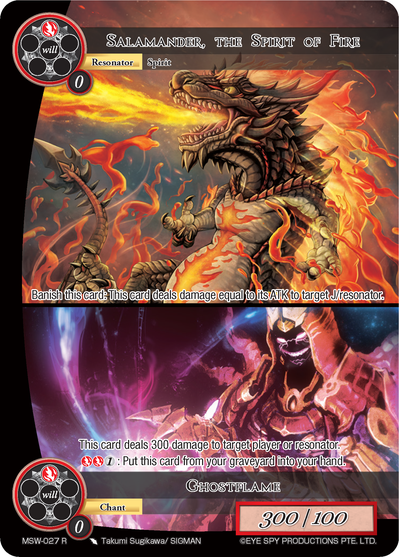 Salamander, the Spirit of Fire
will
0
Resonator Spirit
Banish this card: This card deals damage equal to its ATK to target J/resonator.
This card deals 300 damage to target player or resonator.
1 : Put this card from your graveyard into your hand.
Ghostflame
will
0
Chant
300/100
MSW-027 R Takumi Sugikawa/ SIGMAN ©EYE SPY PRODUCTIONS PTE. LTD.